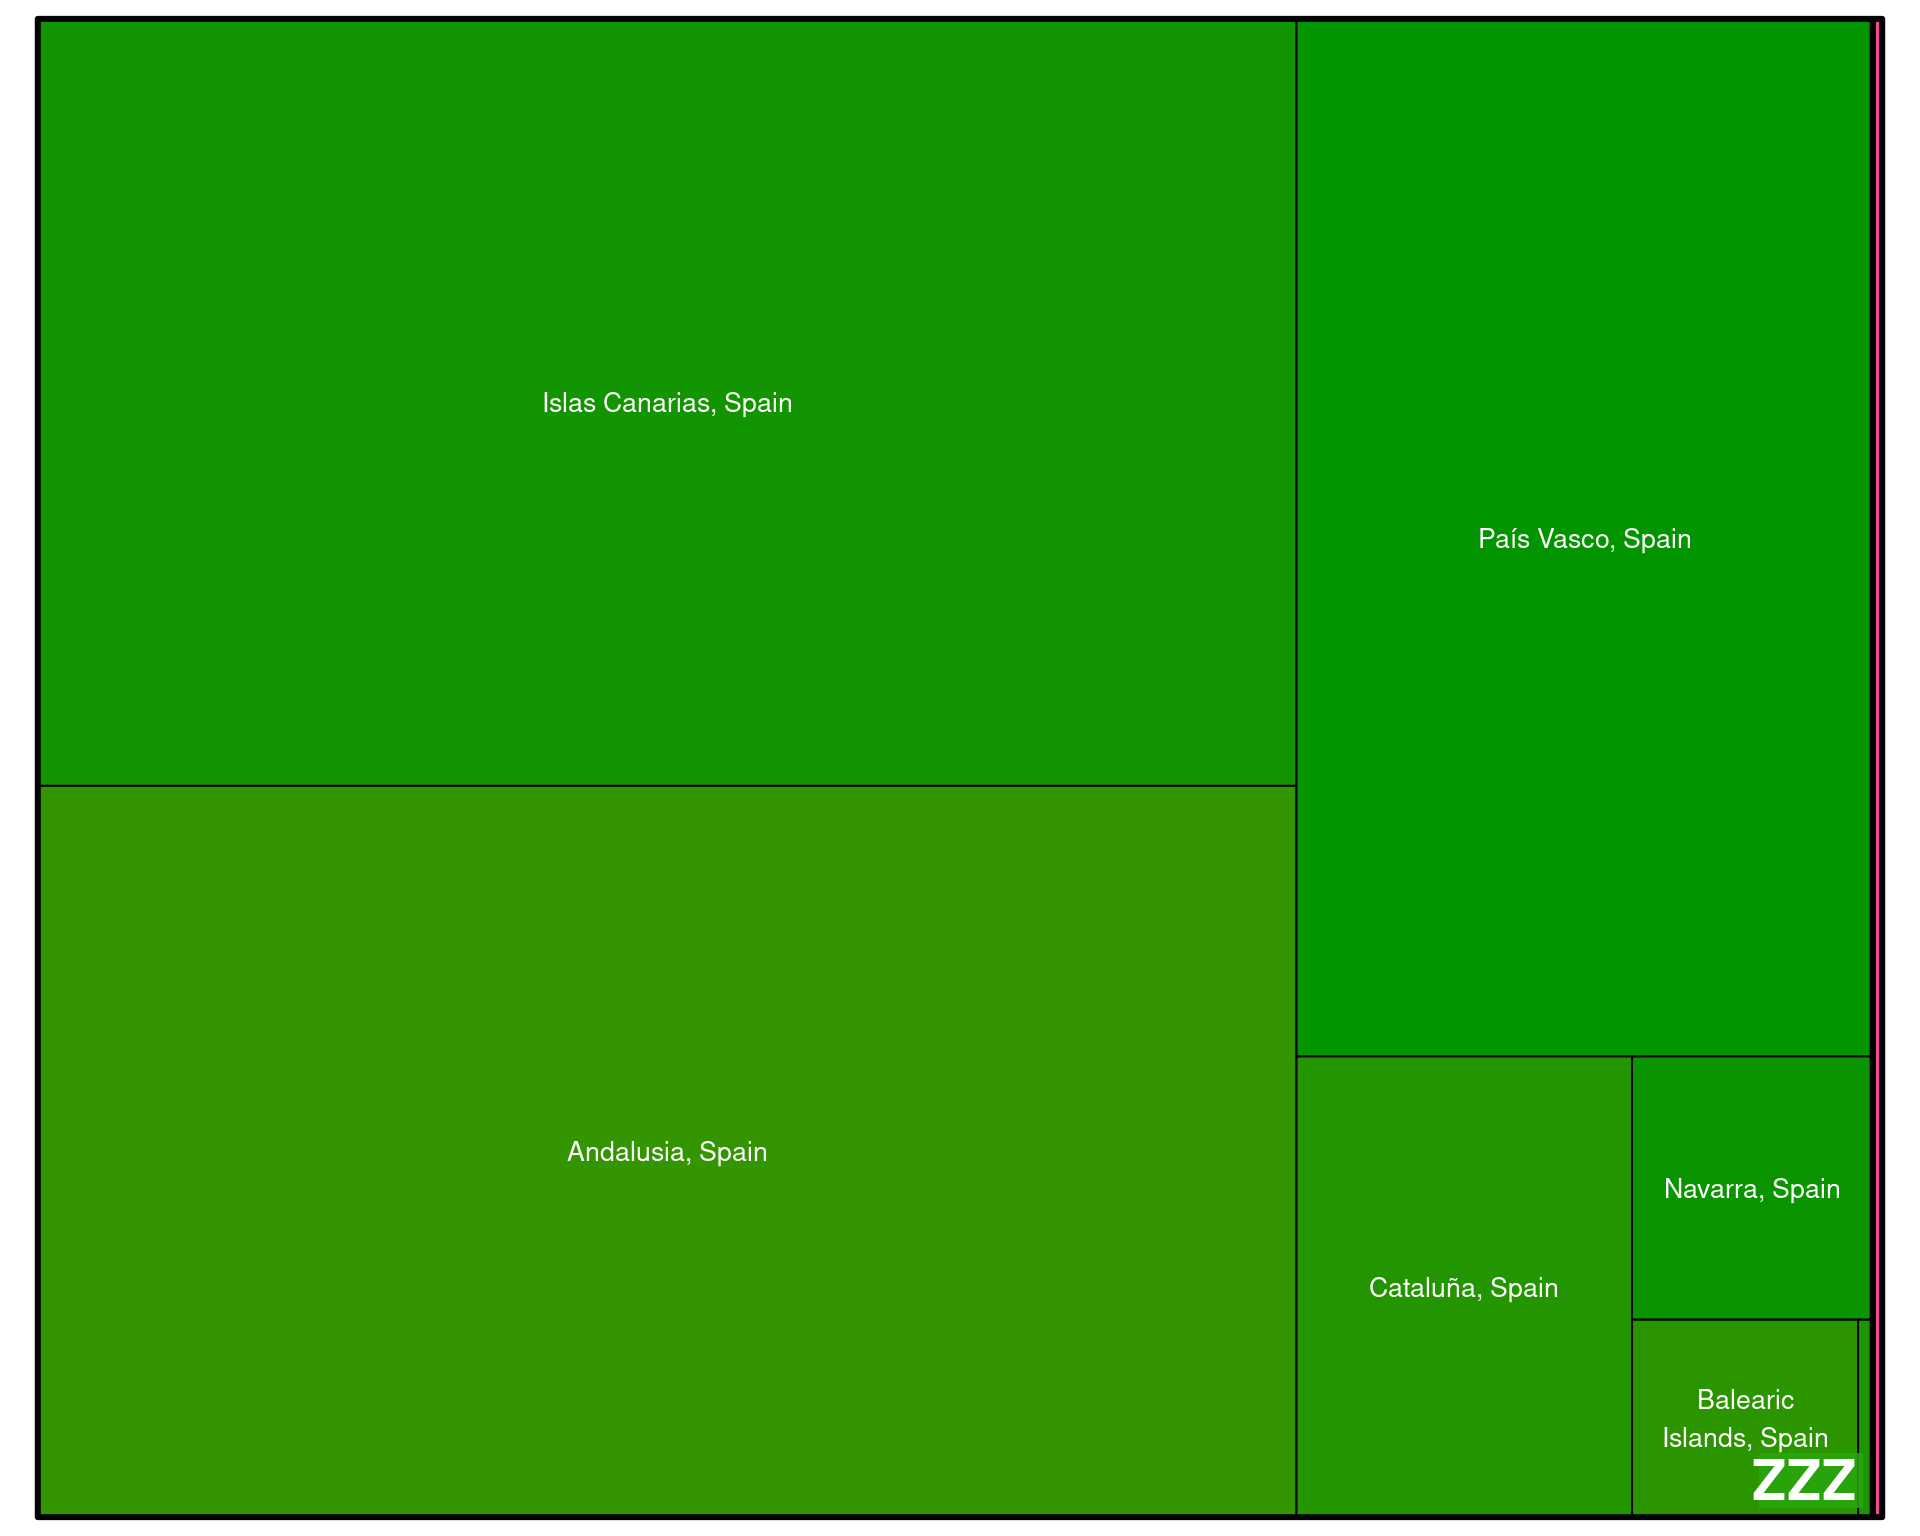 Islas Canarias, Spain
País Vasco, Spain
Andalusia, Spain
Navarra, Spain
Cataluña, Spain
Balearic
Islands, Spain
ZZZ